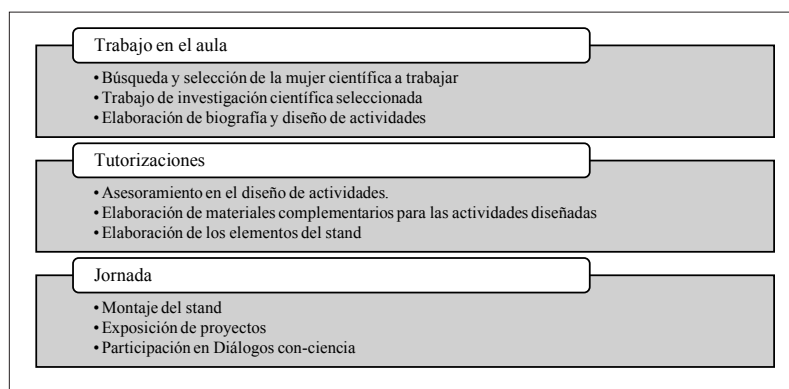 Trabajo en el aula
• Búsqueda y selección de la mujer científica a trabajar
• Trabajo de investigación científica seleccionada
• Elaboración de biografía y diseño de actividades
Tutorizaciones
• Asesoramiento en el diseño de actividades.
• Elaboración de materiales complementarios para las actividades diseñadas
• Elaboración de los elementos del stand
Jornada
• Montaje del stand
• Exposición de proyectos
• Participación en Diálogos con-ciencia